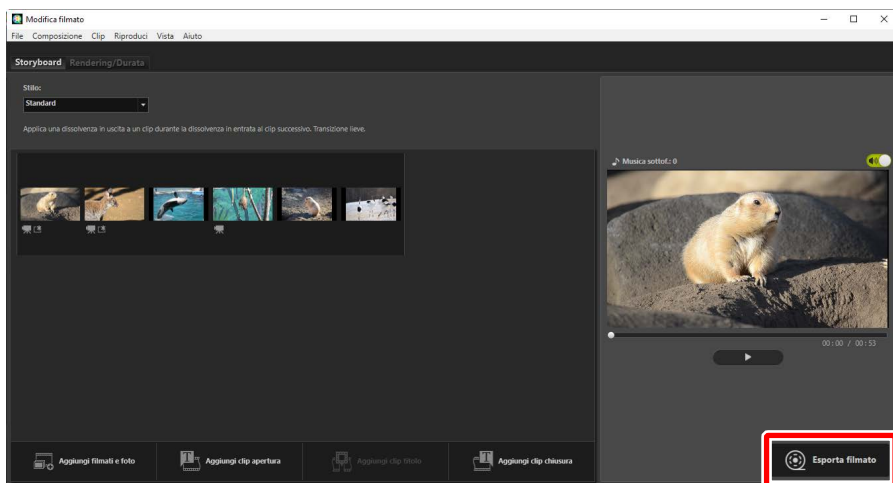 Modifica filmato
File Composizione Clip Riproduci Vista Aiuto
Storyboard Rendering/Durata
Stilo:
Standard
Applica una dissolvenza in uscita a un clip durante la dissolvenza in entrata al clip successivo. Transizione lieve.
Musica sottof.: 0
00:00 / 00:53
Aggiungi filmati e foto
Aggiungi clip apertura
Aggiungi clip titolo
Aggiungi clip chiusura
Esporta filmato